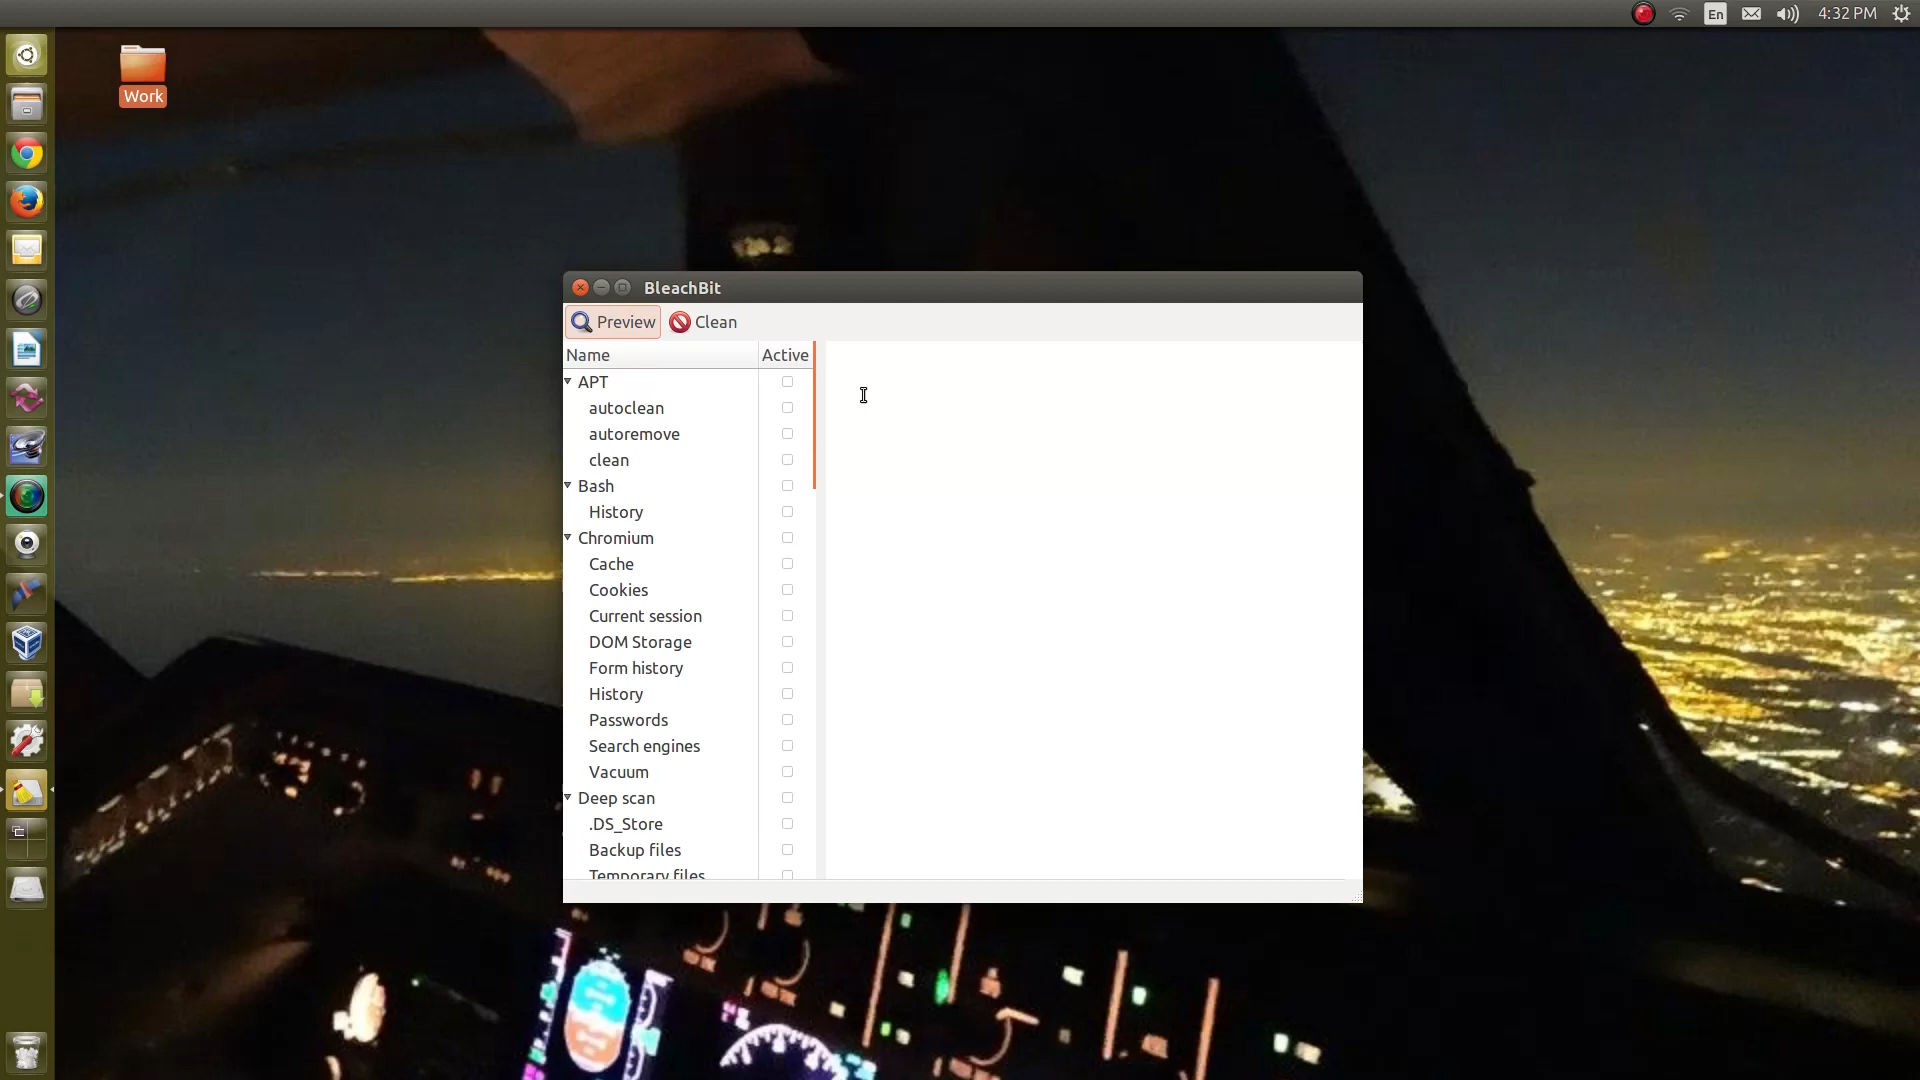 En
4:32 PM
Work
BleachBit
Preview
Clean
Name
Active
APT
autoclean
autoremove
clean
Bash
History
Chromium
Cache
Cookies
Current session
DOM Storage
Form history
History
Passwords
Search engines
Vacuum
Deep scan
.DS_Store
Backup files
Temporary files